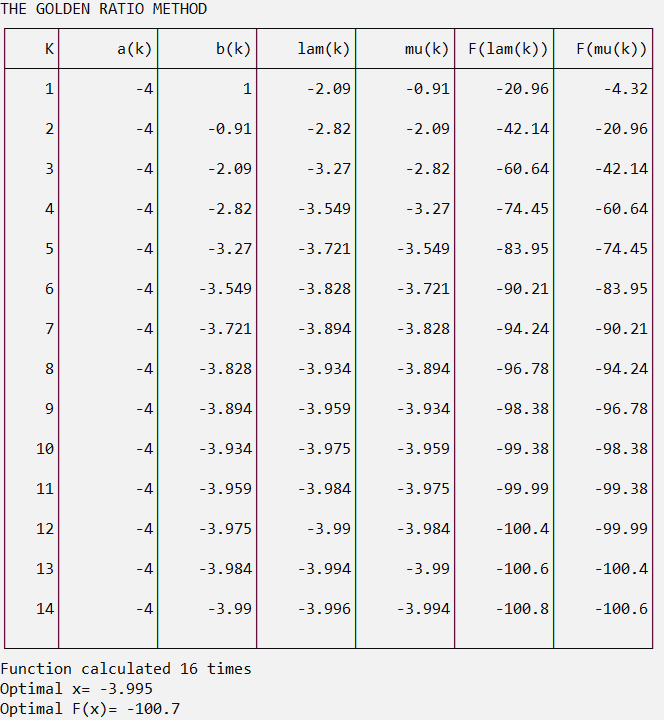 THE GOLDEN RATIO METHOD
K a(k) b(k) lam(k) mu(k) F(lam(k)) F(mu(k))
1 -4 1 -2.09 -0.91 -20.96 -4.32
2 -4 -0.91 -2.82 -2.09 -42.14 -20.96
3 -4 -2.09 -3.27 -2.82 -60.64 -42.14
4 -4 -2.82 -3.549 -3.27 -74.45 -60.64
5 -4 -3.27 -3.721 -3.549 -83.95 -74.45
6 -4 -3.549 -3.828 -3.721 -90.21 -83.95
7 -4 -3.721 -3.894 -3.828 -94.24 -90.21
8 -4 -3.828 -3.934 -3.894 -96.78 -94.24
9 -4 -3.894 -3.959 -3.934 -98.38 -96.78
10 -4 -3.934 -3.975 -3.959 -99.38 -98.38
11 -4 -3.959 -3.984 -3.975 -99.99 -99.38
12 -4 -3.975 -3.99 -3.984 -100.4 -99.99
13 -4 -3.984 -3.994 -3.99 -100.6 -100.4
14 -4 -3.99 -3.996 -3.994 -100.8 -100.6
Function calculated 16 times
Optimal x= -3.995
Optimal F(x)= -100.7